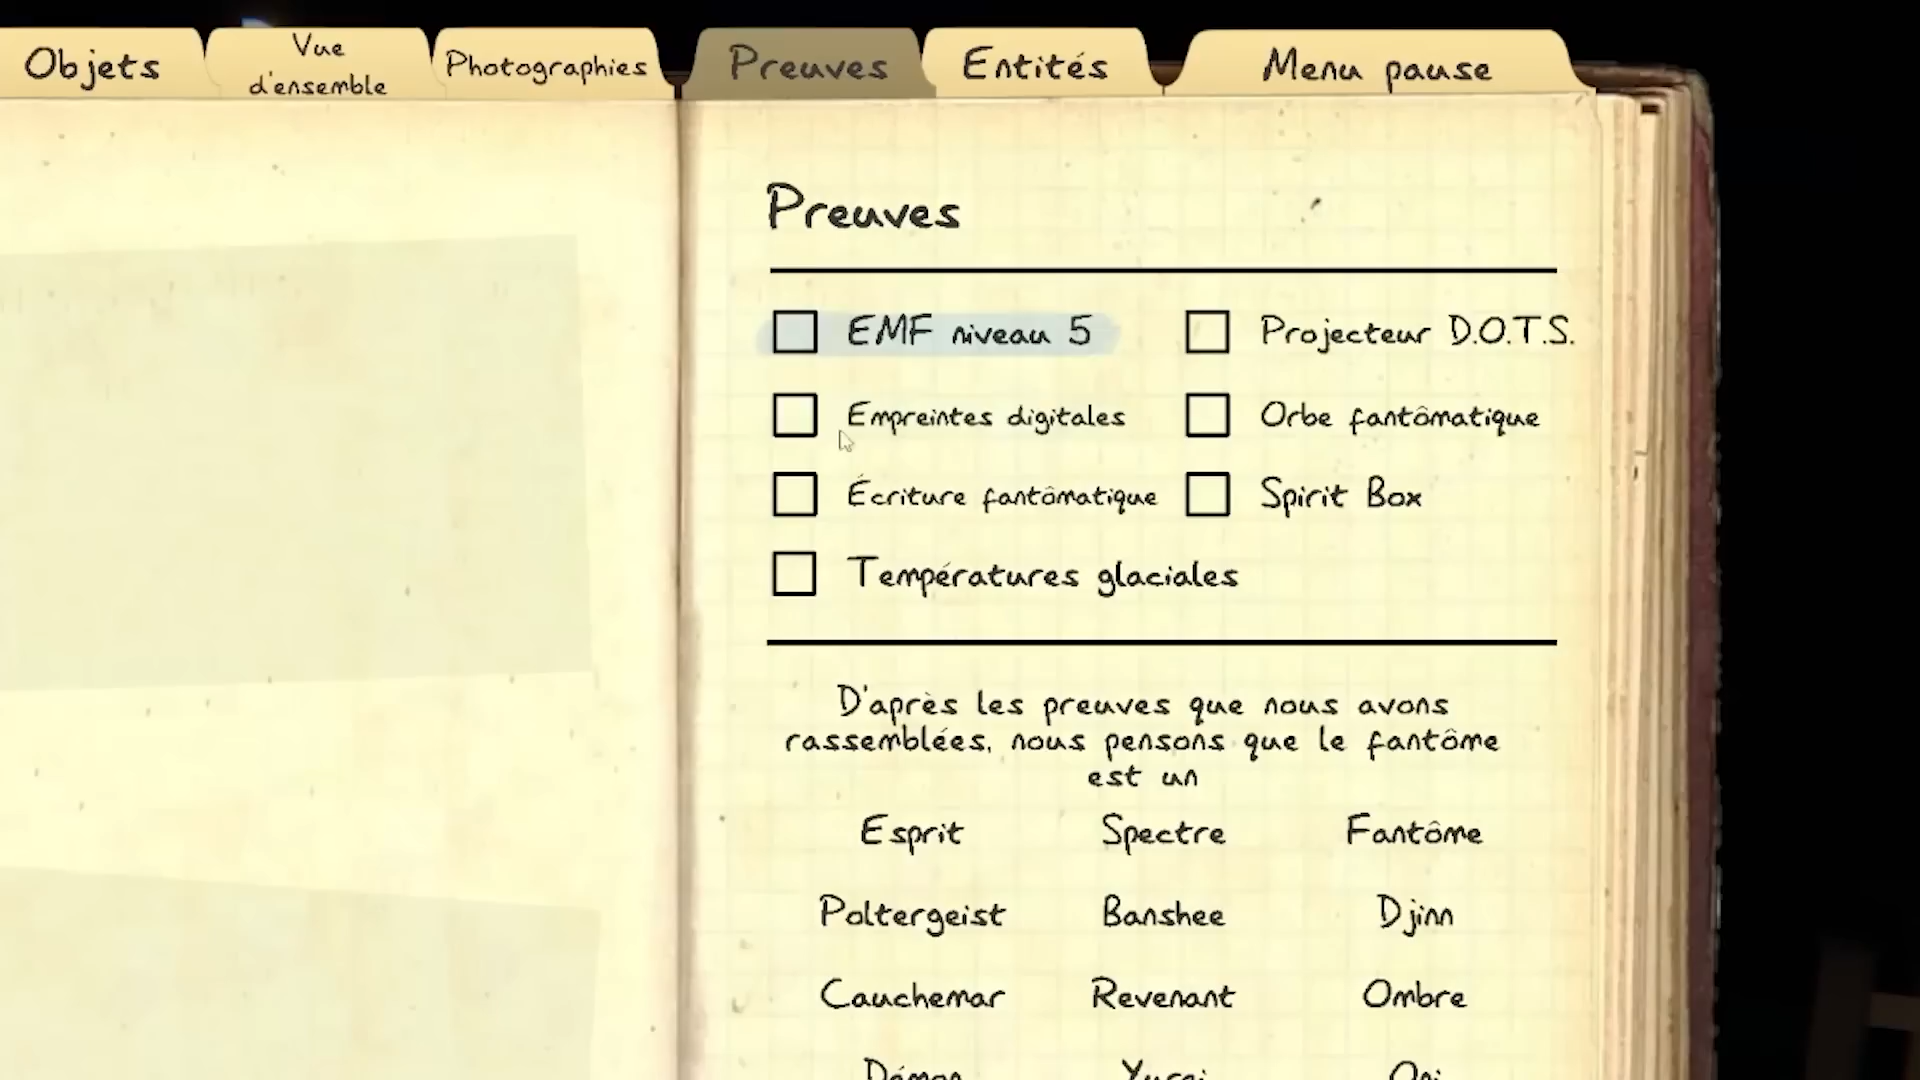 Objets
Vue
d'ensemble
Photographies
Preuves
Entités
Menu pause
Preuves
EMF niveau 5
Projecteur D.O.T.S.
Empreintes digitales
Orbe fantômatique
Écriture fantômatique
Spirit Box
Températures glaciales
D'après les preuves que nous avons
rassemblées, nous pensons que le fantôme
est un
Esprit Spectre Fantôme
Poltergeist Banshee Djinn
Cauchemar Revenant Ombre